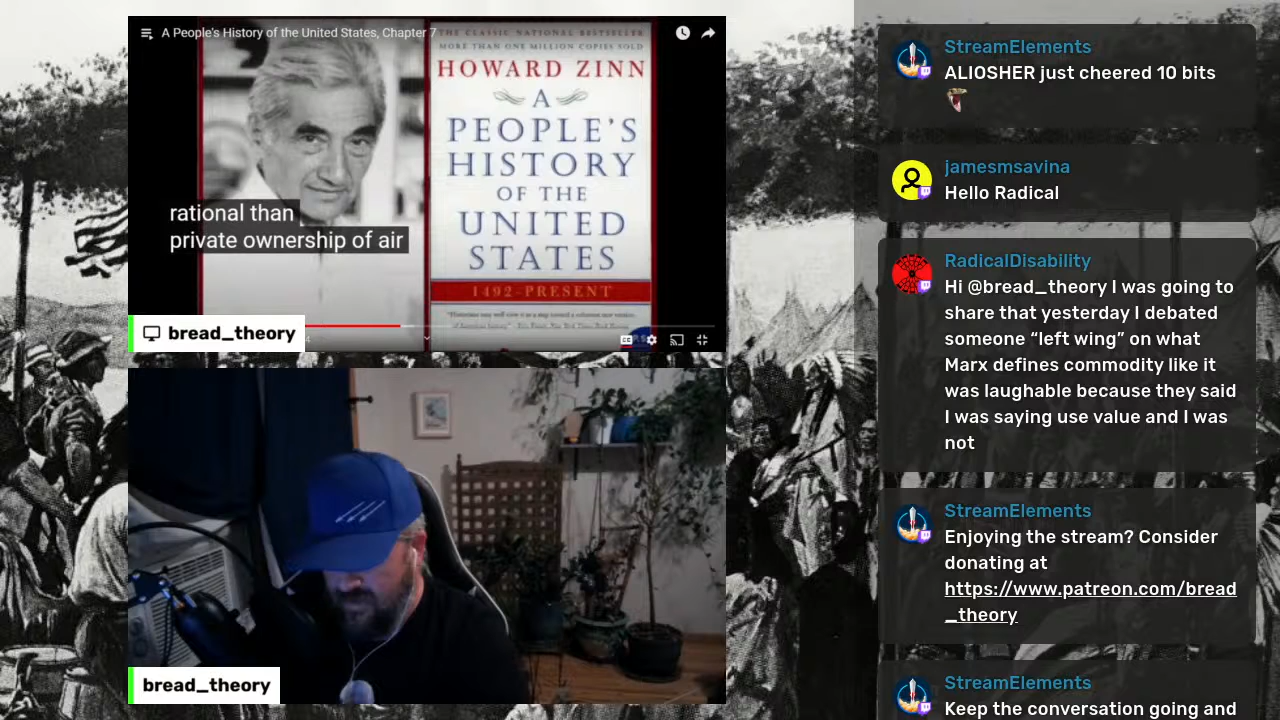 A People's History of the United States, Chapter 7
THE CLASSIC NATIONAL BESTSELLER
MORE THAN ONE MILLION COPIES SOLD
HOWARD ZINN
A
PEOPLE'S
HISTORY
OF THE
UNITED
STATES
1492–PRESENT
rational than
private ownership of air
bread_theory
bread_theory
StreamElements
ALIOSHER just cheered 10 bits
jamesmsavina
Hello Radical
RadicalDisability
Hi @bread_theory I was going to
share that yesterday I debated
someone “left wing” on what
Marx defines commodity like it
was laughable because they said
I was saying use value and I was
not
StreamElements
Enjoying the stream? Consider
donating at
https://www.patreon.com/bread
_theory
StreamElements
Keep the conversation going and